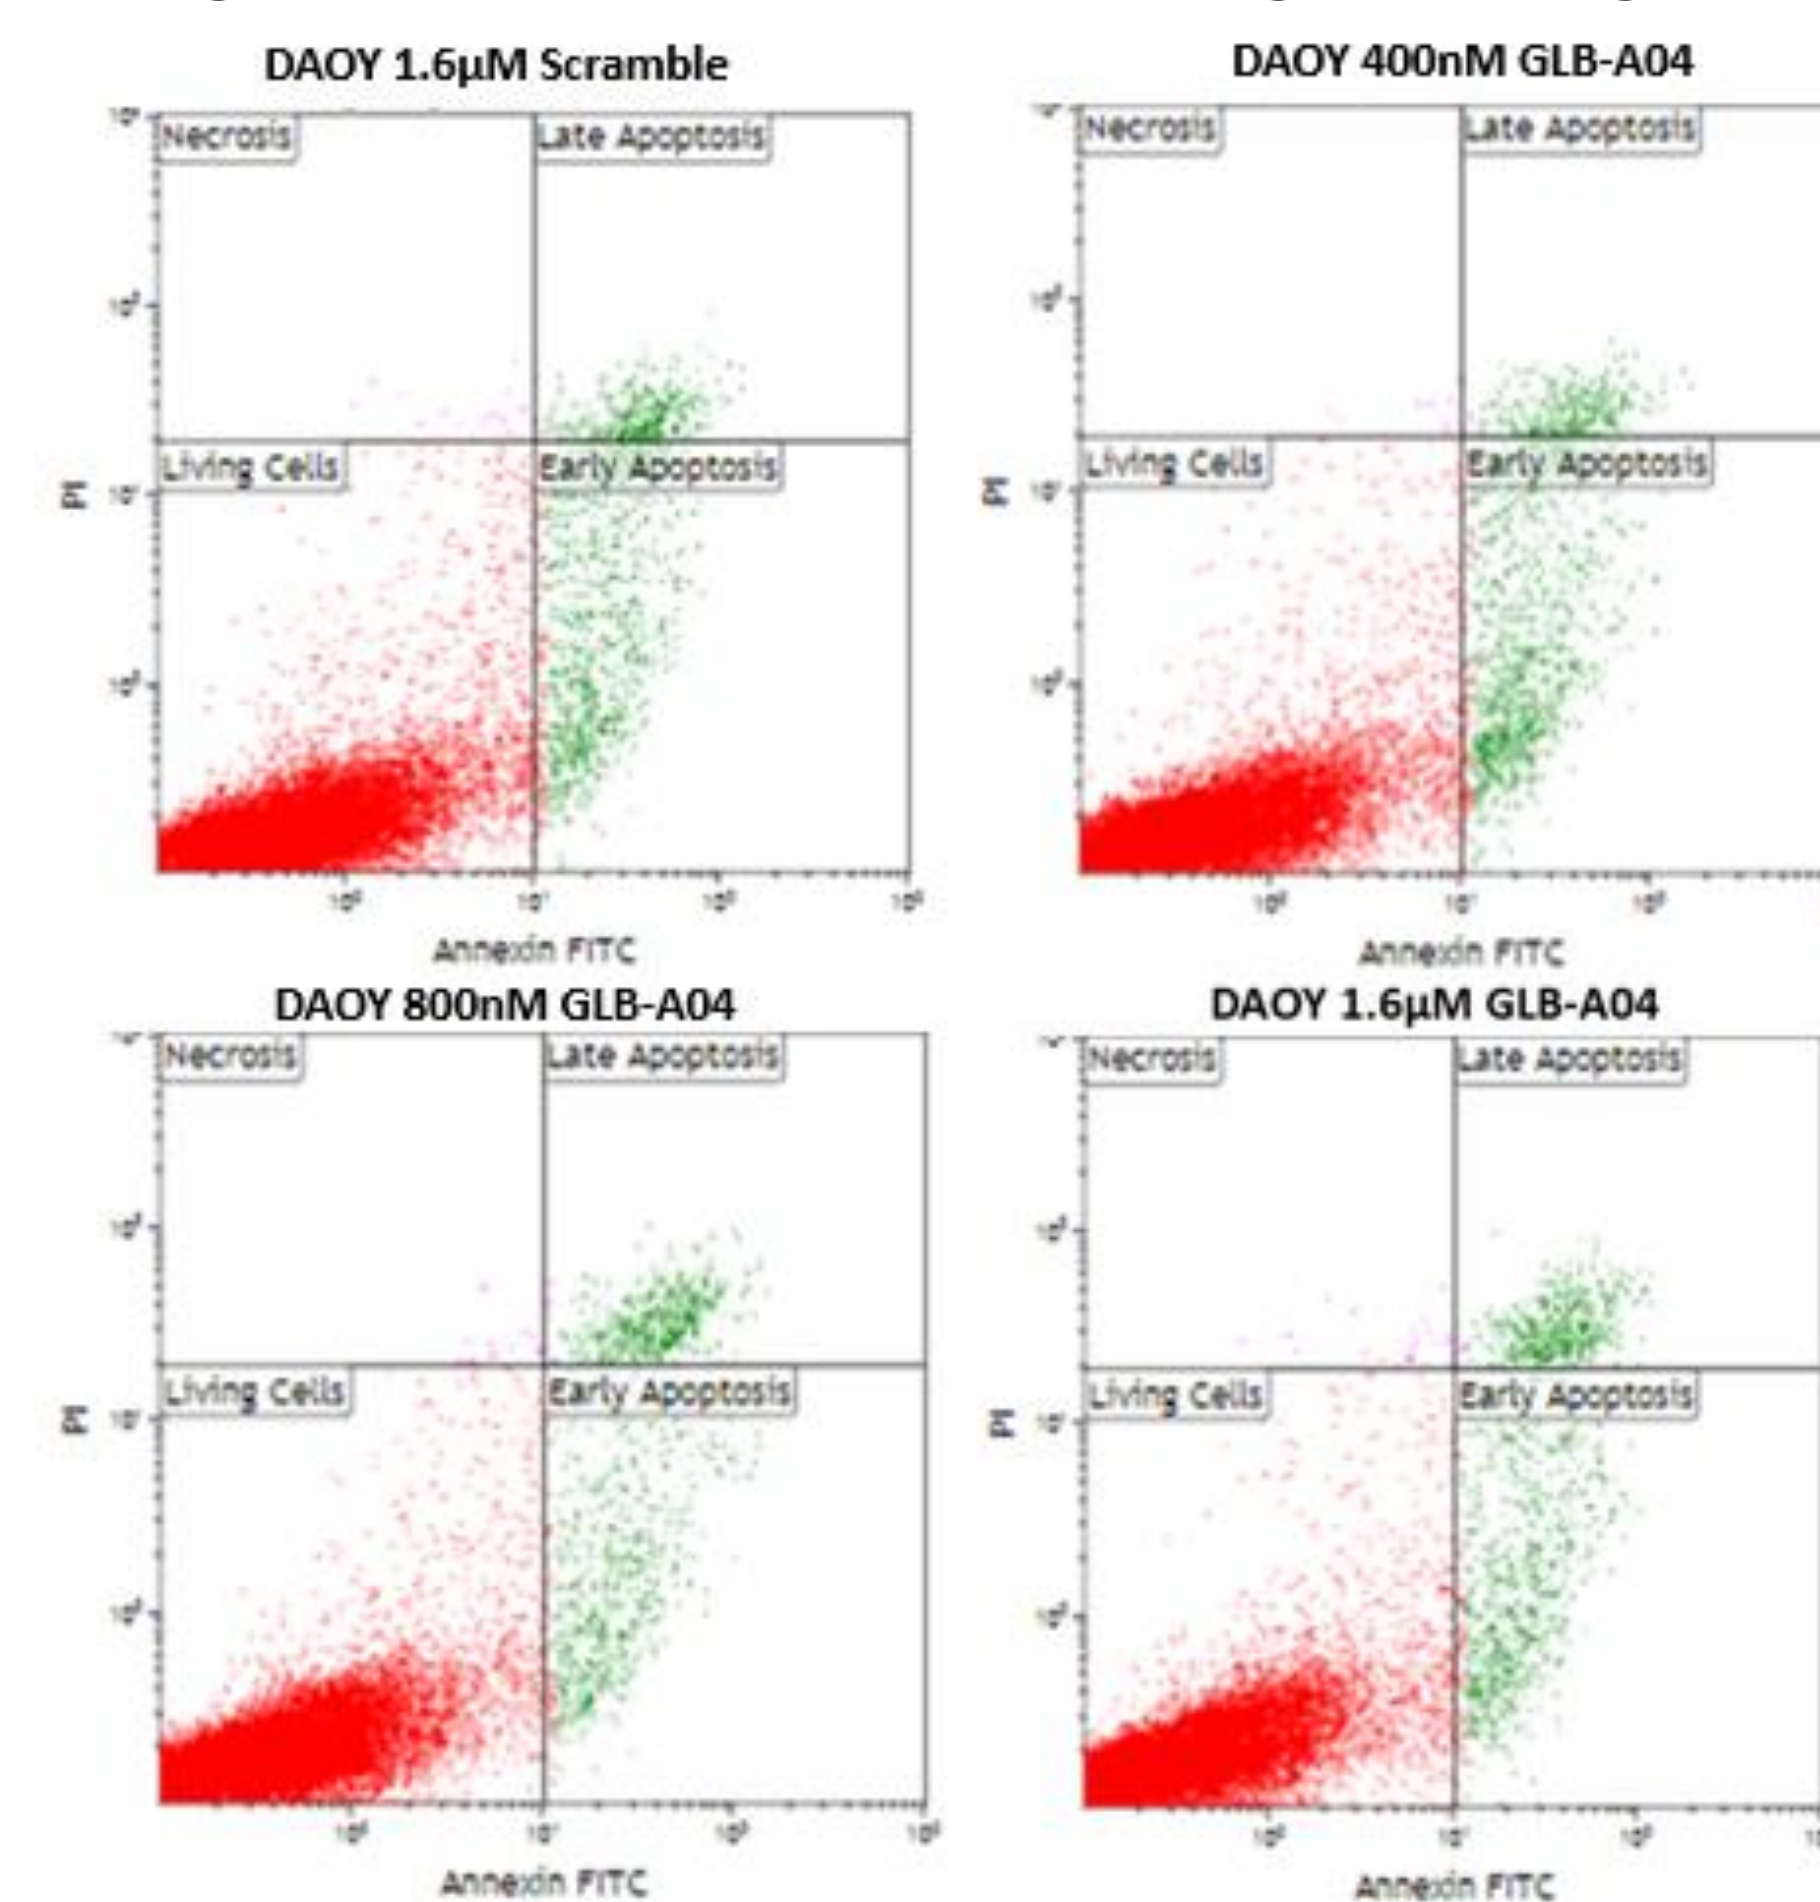 DAOY 1.6µM Scramble
Necrosis
Late Apoptosis
Living Cells
Early Apoptosis
PI
Annexin FITC
DAOY 400nM GLB-A04
Necrosis
Late Apoptosis
Living Cells
Early Apoptosis
PI
Annexin FITC
DAOY 800nM GLB-A04
Necrosis
Late Apoptosis
Living Cells
Early Apoptosis
PI
Annexin FITC
DAOY 1.6µM GLB-A04
Necrosis
Late Apoptosis
Living Cells
Early Apoptosis
PI
Annexin FITC